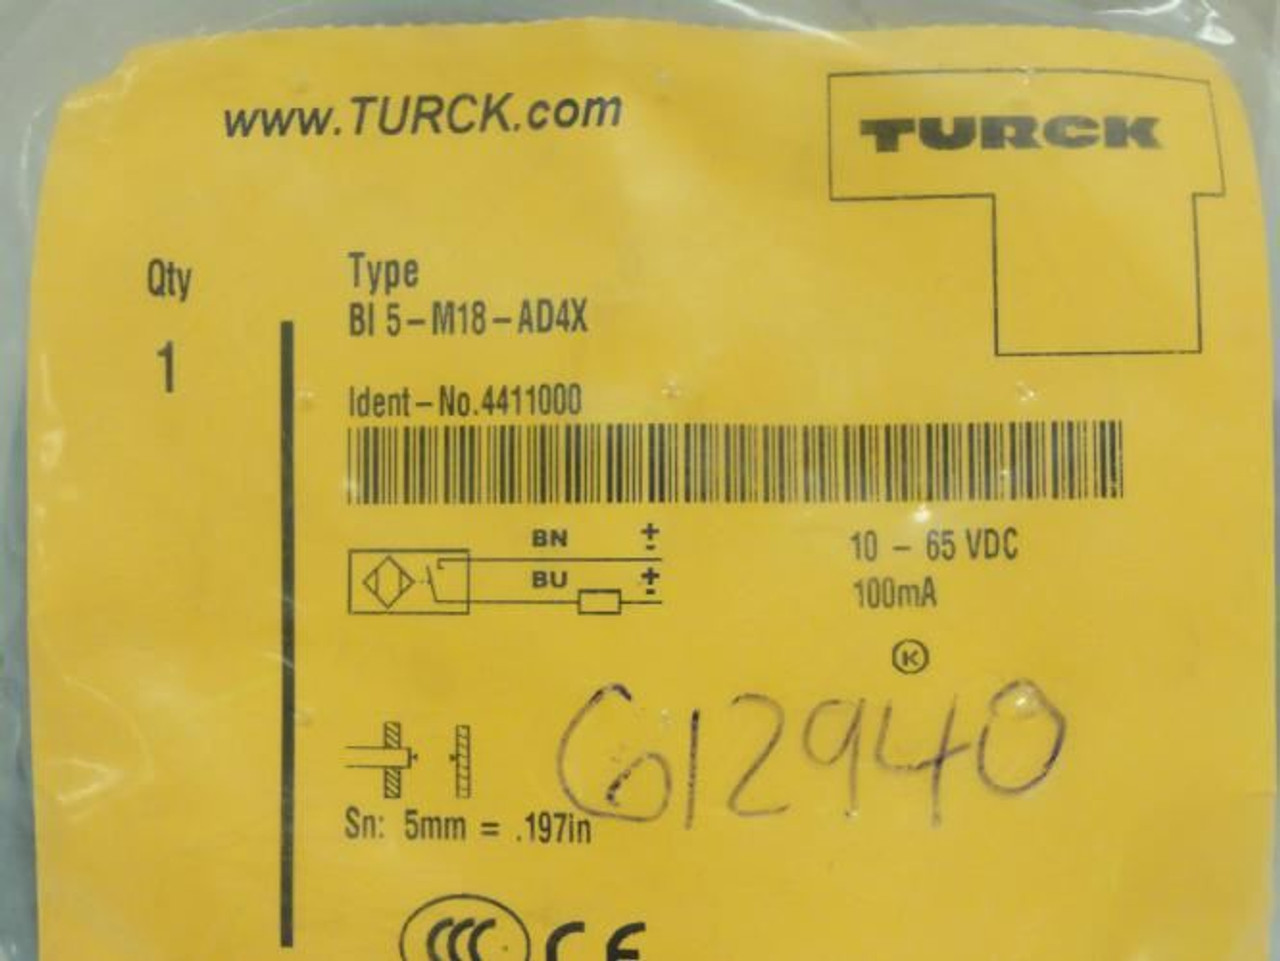 www.TURCK.com
TURCK
Qty
1
Type
BI 5-M18-AD4X
Ident-No.4411000
BN + -
BU + -
10 - 65 VDC
100mA
K
612940
Sn: 5mm = .197in
CCC CE